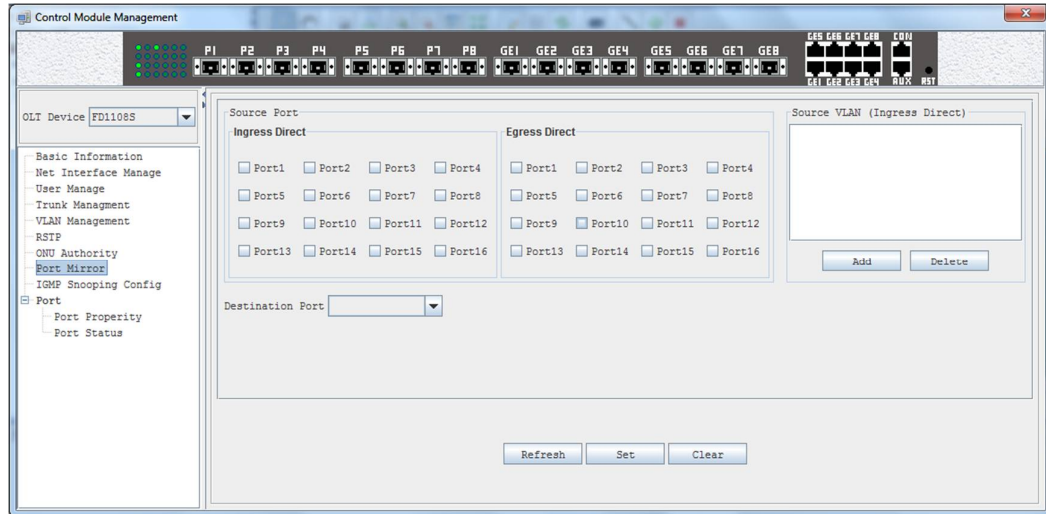 Control Module Management
P1 P2 P3 P4 P5 P6 P7 P8 GE1 GE2 GE3 GE4 GE5 GE6 GE7 GE8
GE5 GE6 GE7 GE8 CON
GE1 GE2 GE3 GE4 AUX RST
OLT Device FD1108S
Basic Information
Net Interface Manage
User Manage
Trunk Managment
VLAN Management
RSTP
ONU Authority
Port Mirror
IGMP Snooping Config
Port
Port Properity
Port Status
Source Port
Ingress Direct
Port1 Port2 Port3 Port4
Port5 Port6 Port7 Port8
Port9 Port10 Port11 Port12
Port13 Port14 Port15 Port16
Egress Direct
Port1 Port2 Port3 Port4
Port5 Port6 Port7 Port8
Port9 Port10 Port11 Port12
Port13 Port14 Port15 Port16
Source VLAN (Ingress Direct)
Add Delete
Destination Port
Refresh Set Clear